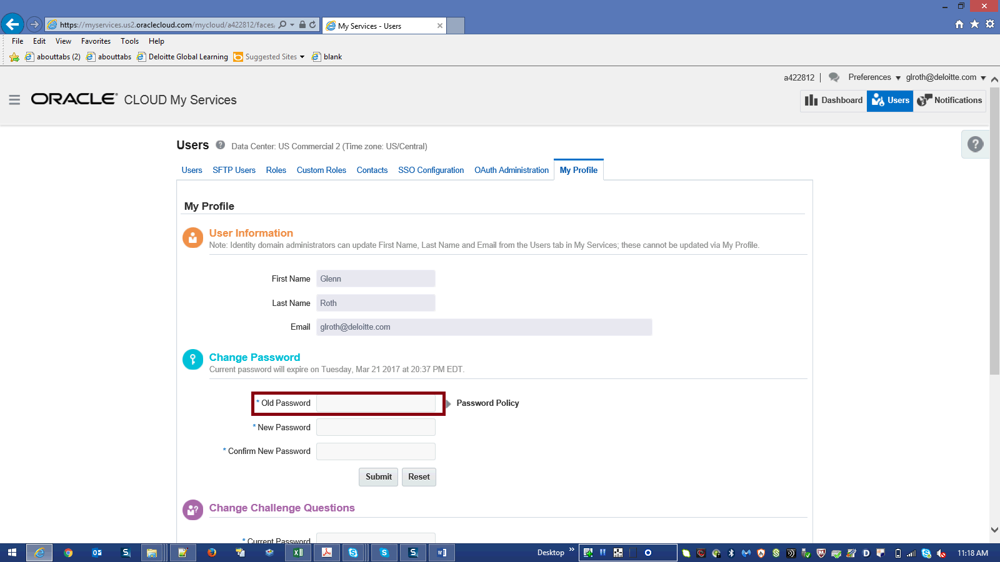 https://myservices.us2.oraclecloud.com/mycloud/a422812/faces/
My Services - Users
File Edit View Favorites Tools Help
abouttabs (2) abouttabs Deloitte Global Learning Suggested Sites blank
a422812 Preferences glroth@deloitte.com
ORACLE CLOUD My Services
Dashboard Users Notifications
Users ? Data Center: US Commercial 2 (Time zone: US/Central)
?
Users SFTP Users Roles Custom Roles Contacts SSO Configuration OAuth Administration My Profile
My Profile
User Information
Note: Identity domain administrators can update First Name, Last Name and Email from the Users tab in My Services; these cannot be updated via My Profile.
First Name Glenn
Last Name Roth
Email glroth@deloitte.com
Change Password
Current password will expire on Tuesday, Mar 21 2017 at 20:37 PM EDT.
* Old Password Password Policy
* New Password
* Confirm New Password
Submit Reset
Change Challenge Questions
* Current Password
Desktop 11:18 AM